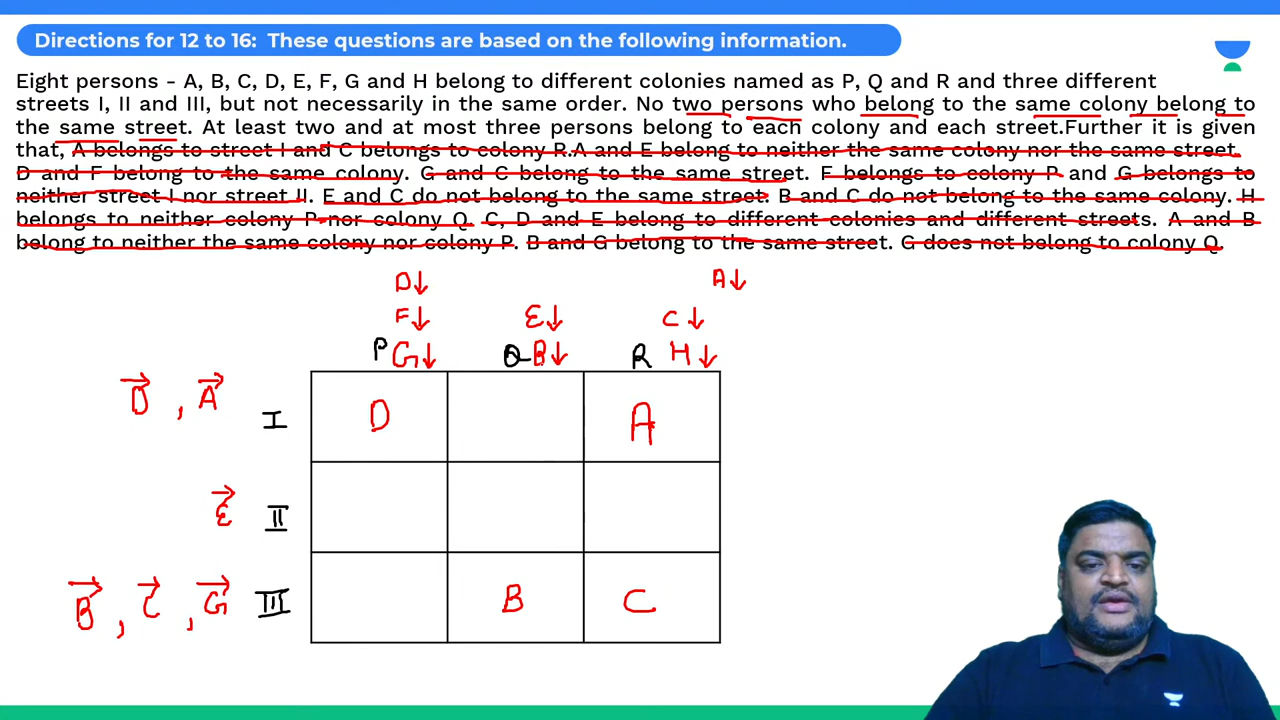 Directions for 12 to 16: These questions are based on the following information.
Eight persons - A, B, C, D, E, F, G and H belong to different colonies named as P, Q and R and three different
streets I, II and III, but not necessarily in the same order. No two persons who belong to the same colony belong to
the same street. At least two and at most three persons belong to each colony and each street.Further it is given
that, A belongs to street I and C belongs to colony R.A and E belong to neither the same colony nor the same street.
D and F belong to the same colony. G and C belong to the same street. F belongs to colony P and G belongs to
neither street I nor street II. E and C do not belong to the same street. B and C do not belong to the same colony. H
belongs to neither colony P nor colony Q. C, D and E belong to different colonies and different streets. A and B
belong to neither the same colony nor colony P. B and G belong to the same street. G does not belong to colony Q.
D↓ A↓
F↓ E↓ C↓
P G↓ Q B↓ R H↓
D, A I D A
E II
B, C, G III B C